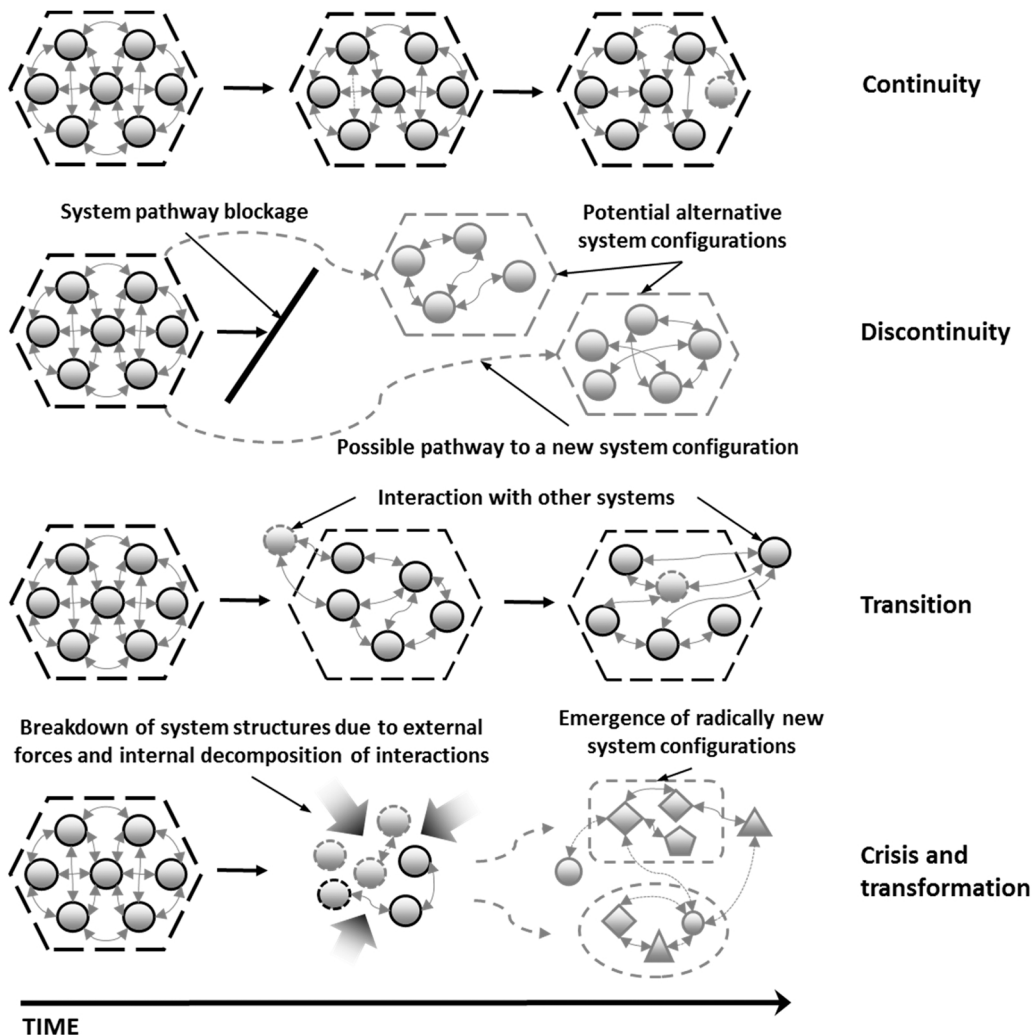 Continuity
System pathway blockage
Potential alternative
system configurations
Discontinuity
Possible pathway to a new system configuration
Interaction with other systems
Transition
Breakdown of system structures due to external
forces and internal decomposition of interactions
Emergence of radically new
system configurations
Crisis and
transformation
TIME